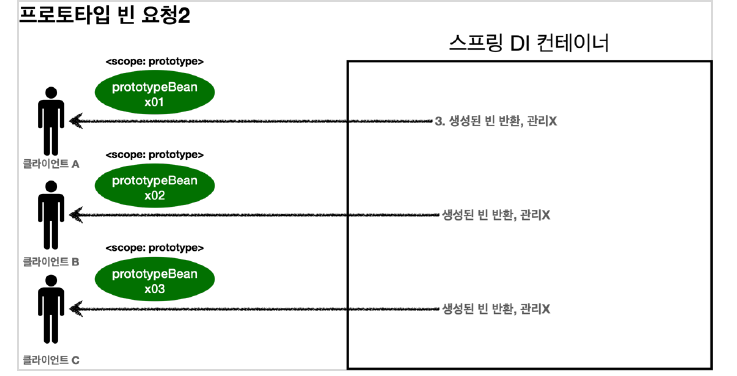 프로토타입 빈 요청2
스프링 DI 컨테이너
<scope: prototype>
prototypeBean
x01
3. 생성된 빈 반환, 관리X
클라이언트 A
<scope: prototype>
prototypeBean
x02
생성된 빈 반환, 관리X
클라이언트 B
<scope: prototype>
prototypeBean
x03
생성된 빈 반환, 관리X
클라이언트 C